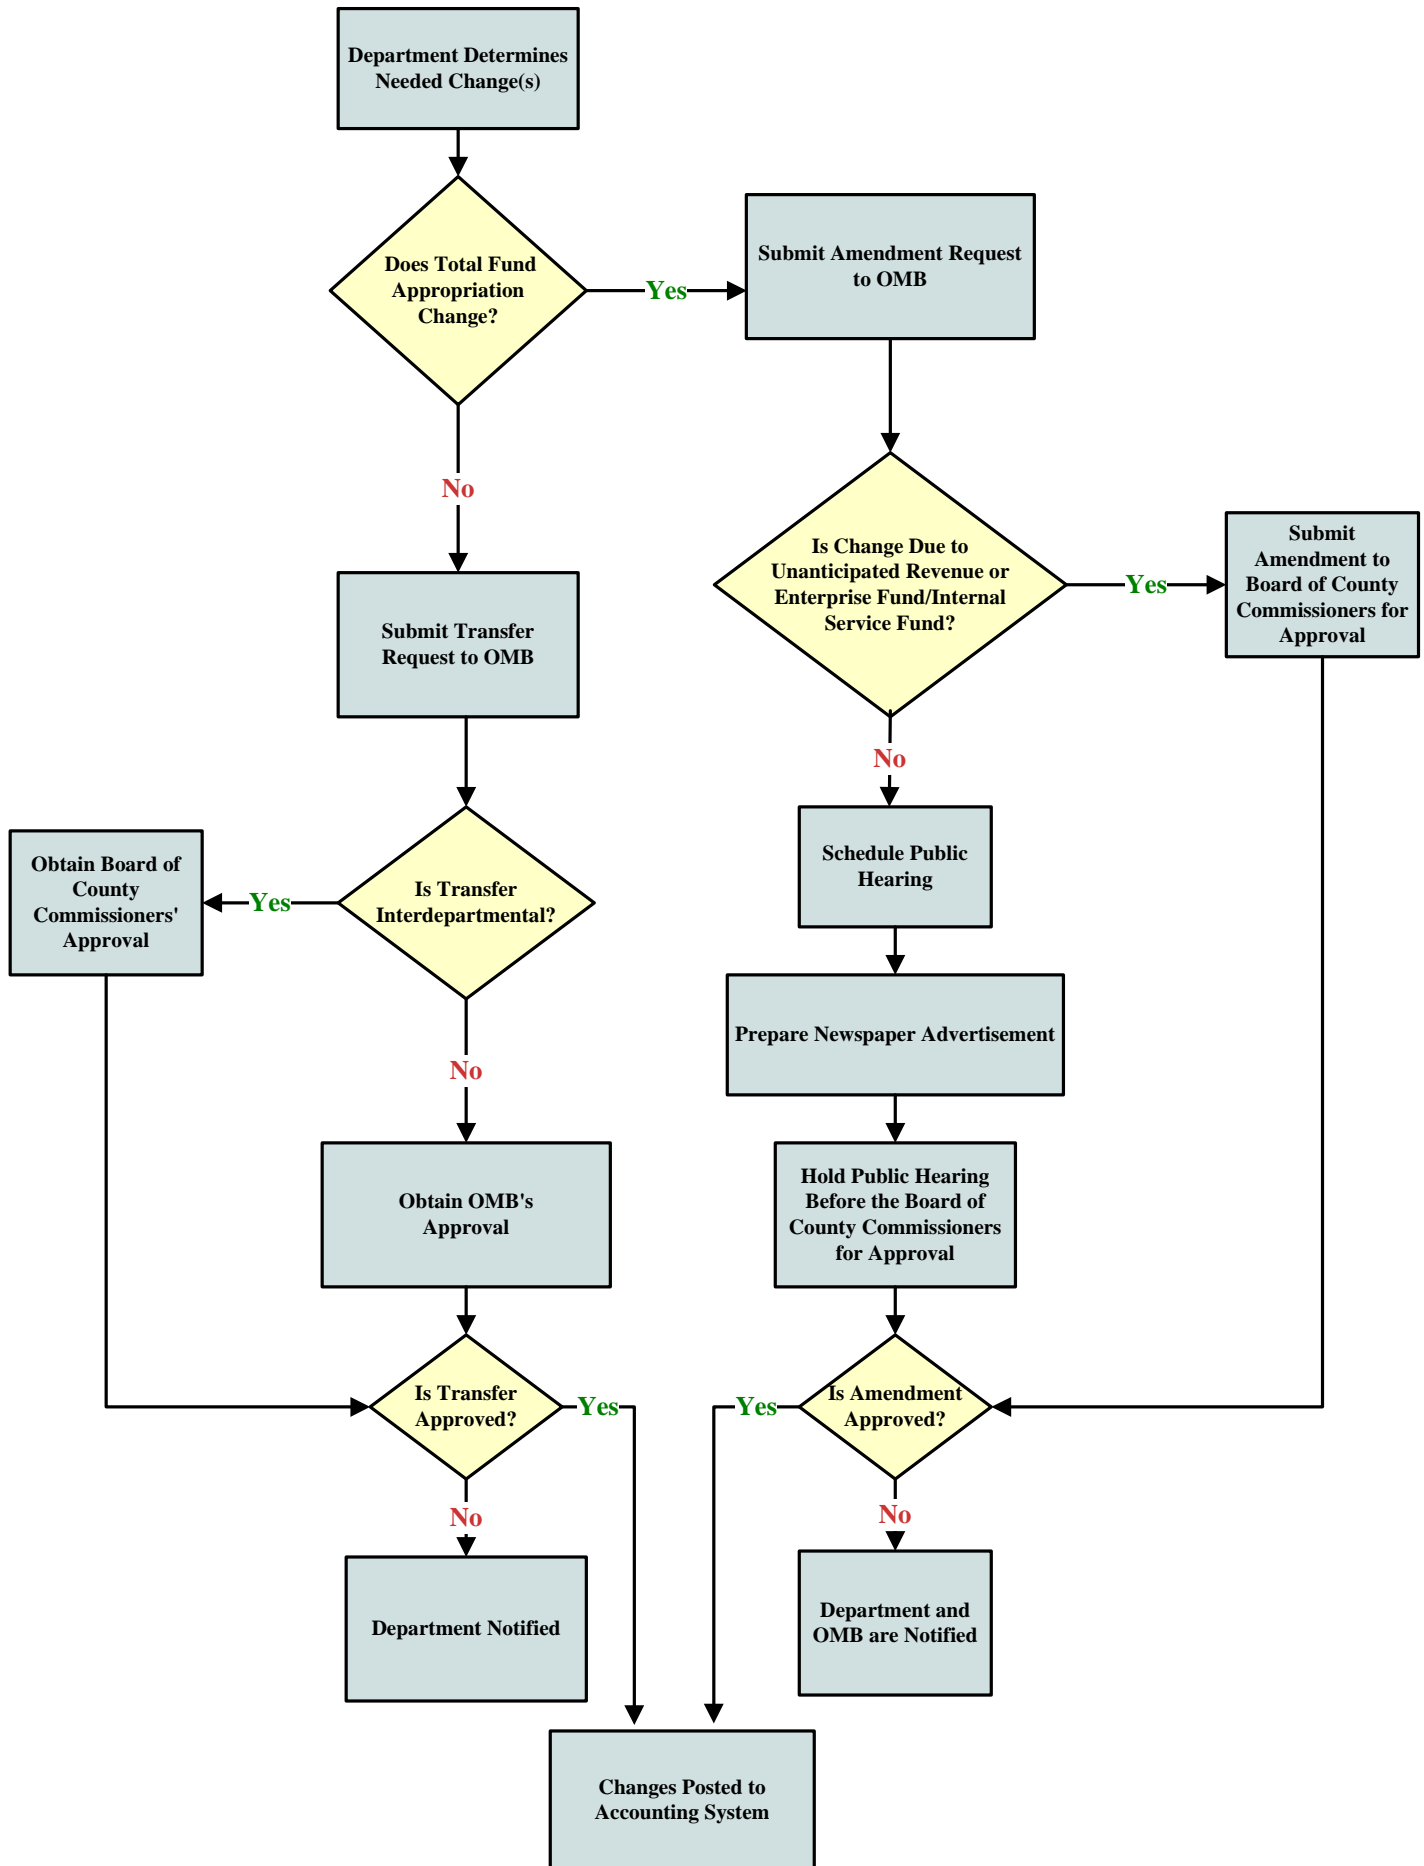 Department Determines
Needed Change(s)
Does Total Fund
Appropriation
Change?
Yes
Submit Amendment Request
to OMB
No
Is Change Due to
Unanticipated Revenue or
Enterprise Fund/Internal
Service Fund?
Yes
Submit
Amendment to
Board of County
Commissioners for
Approval
Submit Transfer
Request to OMB
No
Schedule Public
Hearing
Obtain Board of
County
Commissioners'
Approval
Yes
Is Transfer
Interdepartmental?
Prepare Newspaper Advertisement
No
Obtain OMB's
Approval
Hold Public Hearing
Before the Board of
County Commissioners
for Approval
Is Transfer
Approved?
Yes
Yes
Is Amendment
Approved?
No
No
Department Notified
Department and
OMB are Notified
Changes Posted to
Accounting System